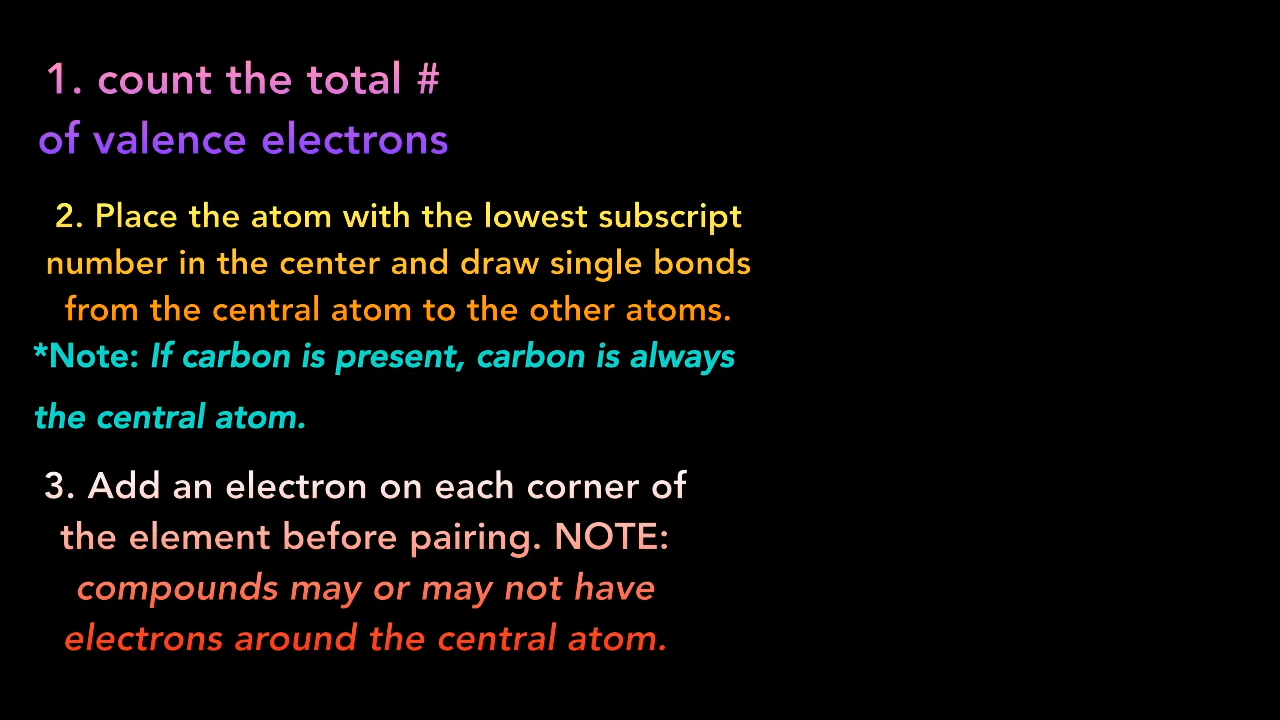 1. count the total #
of valence electrons
2. Place the atom with the lowest subscript
number in the center and draw single bonds
from the central atom to the other atoms.
*Note: If carbon is present, carbon is always
the central atom.
3. Add an electron on each corner of
the element before pairing. NOTE:
compounds may or may not have
electrons around the central atom.